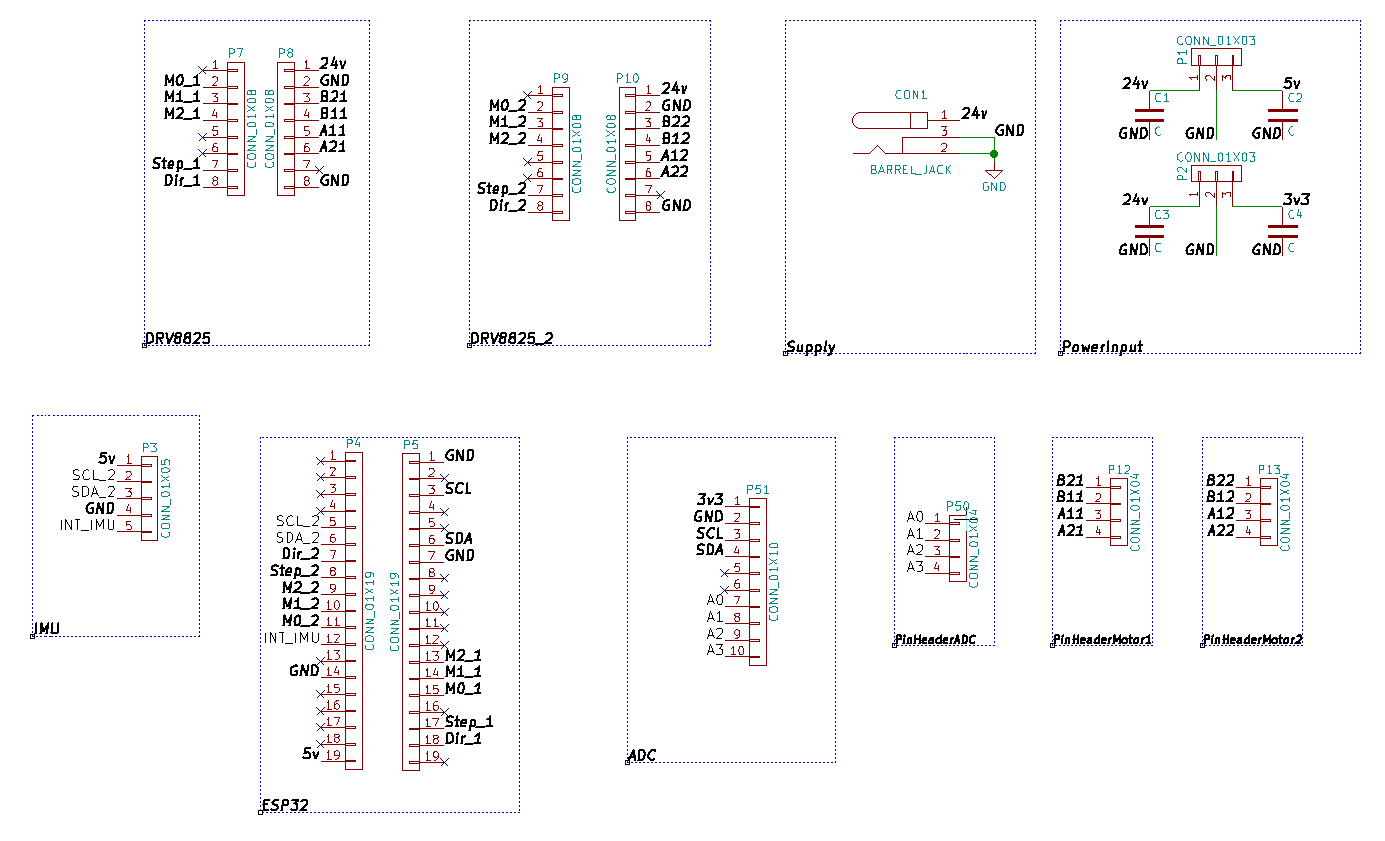 P7 P8
1 1 24v
M0_1 2 2 GND
M1_1 3 3 B21
M2_1 4 4 B11
5 5 A11
6 6 A21
Step_1 7 7
Dir_1 8 8 GND
CONN_01X08 CONN_01X08
DRV8825
P9 P10
1 1 24v
M0_2 2 2 GND
M1_2 3 3 B22
M2_2 4 4 B12
5 5 A12
6 6 A22
Step_2 7 7
Dir_2 8 8 GND
CONN_01X08 CONN_01X08
DRV8825_2
CON1
1 24v
3 GND
2
BARREL_JACK
GND
Supply
CONN_01X03
P1
1 2 3
24v 5v
C1 C2
C C
GND GND GND
CONN_01X03
P2
1 2 3
24v 3v3
C3 C4
C C
GND GND GND
PowerInput
P3
5v 1
SCL_2 2
SDA_2 3
GND 4
INT_IMU 5
CONN_01X05
IMU
P4 P5
1 1 GND
2 2
3 3 SCL
4 4
SCL_2 5 5
SDA_2 6 6 SDA
Dir_2 7 7 GND
Step_2 8 8
M2_2 9 9
M1_2 10 10
M0_2 11 11
INT_IMU 12 12
13 13 M2_1
GND 14 14 M1_1
15 15 M0_1
16 16
17 17 Step_1
18 18 Dir_1
5v 19 19
CONN_01X19 CONN_01X19
ESP32
P51
3v3 1
GND 2
SCL 3
SDA 4
5
6
A0 7
A1 8
A2 9
A3 10
CONN_01X10
ADC
P50
A0 1
A1 2
A2 3
A3 4
CONN_01X04
PinHeaderADC
P12
B21 1
B11 2
A11 3
A21 4
CONN_01X04
PinHeaderMotor1
P13
B22 1
B12 2
A12 3
A22 4
CONN_01X04
PinHeaderMotor2